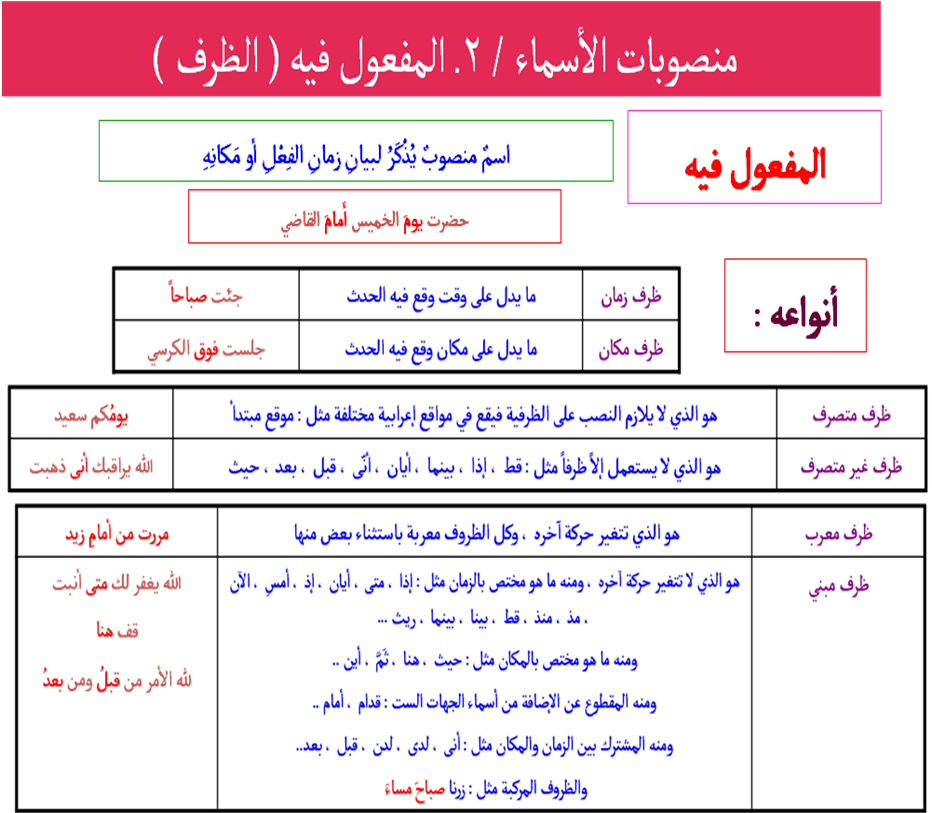 منصوبات الأسماء / ٢. المفعول فيه ( الظرف )
المفعول فيه
اسمٌ منصوبٌ يُذْكَرُ لبيانِ زمانِ الفِعْلِ أو مَكانِهِ
حضرت يومَ الخميس أَمامَ القاضي
أنواعه :
ظرف زمان ما يدل على وقت وقع فيه الحدث جئت صباحاً
ظرف مكان ما يدل على مكان وقع فيه الحدث جلست فوق الكرسي
ظرف متصرف هو الذي لا يلازم النصب على الظرفية فيقع في مواقع إعرابية مختلفة مثل : موقع مبتدأ يومُكم سعيد
ظرف غير متصرف هو الذي لا يستعمل إلاَّ ظرفاً مثل : قط ، إذا ، بينما ، أيان ، أنّى ، قبل ، بعد ، حيث الله يراقبك أنى ذهبت
ظرف معرب هو الذي تتغير حركة آخره ، وكل الظروف معربة باستثناء بعض منها مررت من أمامِ زيد
ظرف مبني هو الذي لا تتغير حركة آخره ، ومنه ما هو مختص بالزمان مثل : إذا ، متى ، أيان ، إذ ، أمسِ ، الآن الله يغفر لك متى أنبت
، مذ ، منذ ، قط ، بينا ، بينما ، ريث ... قف هنا
ومنه ما هو مختص بالمكان مثل : حيث ، هنا ، ثَمَّ ، أين .. لله الأمر من قبلُ ومن بعدُ
ومنه المقطوع عن الإضافة من أسماء الجهات الست : قدام ، أمام ..
ومنه المشترك بين الزمان والمكان مثل : أنى ، لدى ، لدن ، قبل ، بعد..
والظروف المركبة مثل : زرنا صباحَ مساءَ